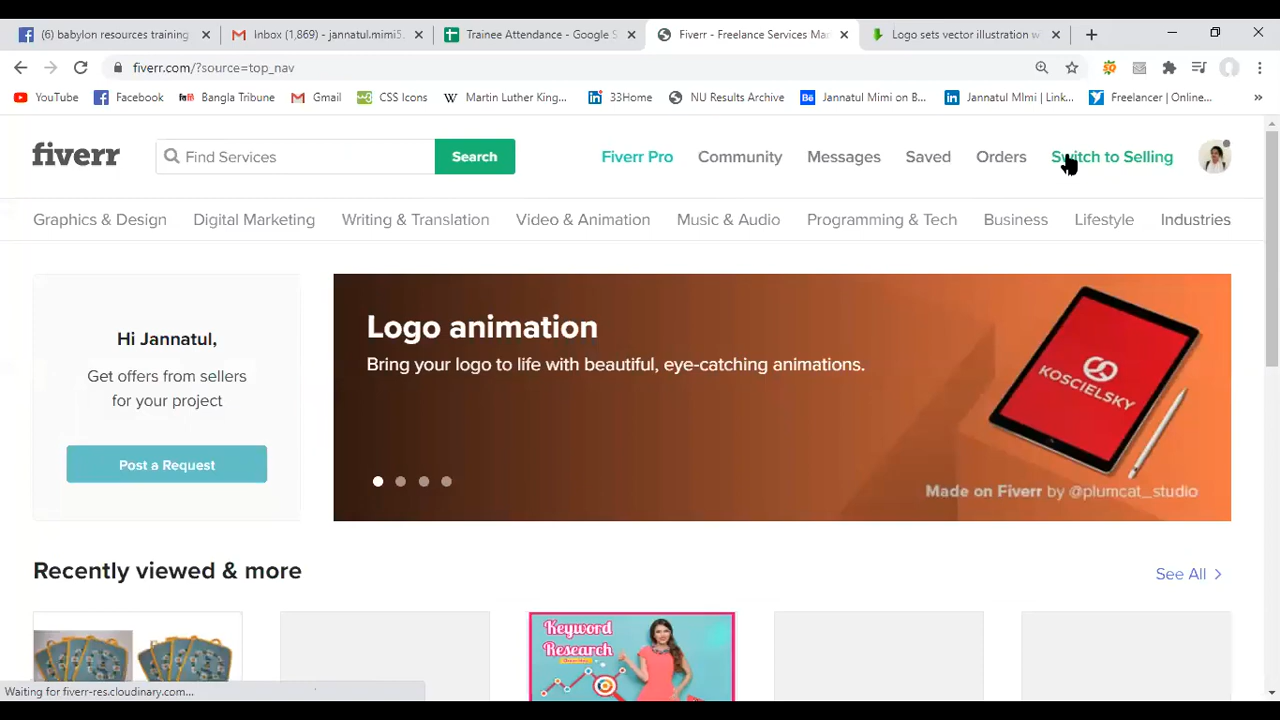 (6) babylon resources training
Inbox (1,869) - jannatul.mimi5.
Trainee Attendance - Google S
Fiverr - Freelance Services Mar
Logo sets vector illustration w
fiverr.com/?source=top_nav
YouTube
Facebook
Bangla Tribune
Gmail
CSS Icons
Martin Luther King...
33Home
NU Results Archive
Jannatul Mimi on B...
Jannatul MImi | Link...
Freelancer | Online...
fiverr
Find Services
Search
Fiverr Pro
Community
Messages
Saved
Orders
Switch to Selling
Graphics & Design
Digital Marketing
Writing & Translation
Video & Animation
Music & Audio
Programming & Tech
Business
Lifestyle
Industries
Hi Jannatul,
Get offers from sellers
for your project
Post a Request
Logo animation
Bring your logo to life with beautiful, eye-catching animations.
KOSCIELSKY
Made on Fiverr by @plumcat_studio
Recently viewed & more
See All
Keyword
Research
Waiting for fiverr-res.cloudinary.com...